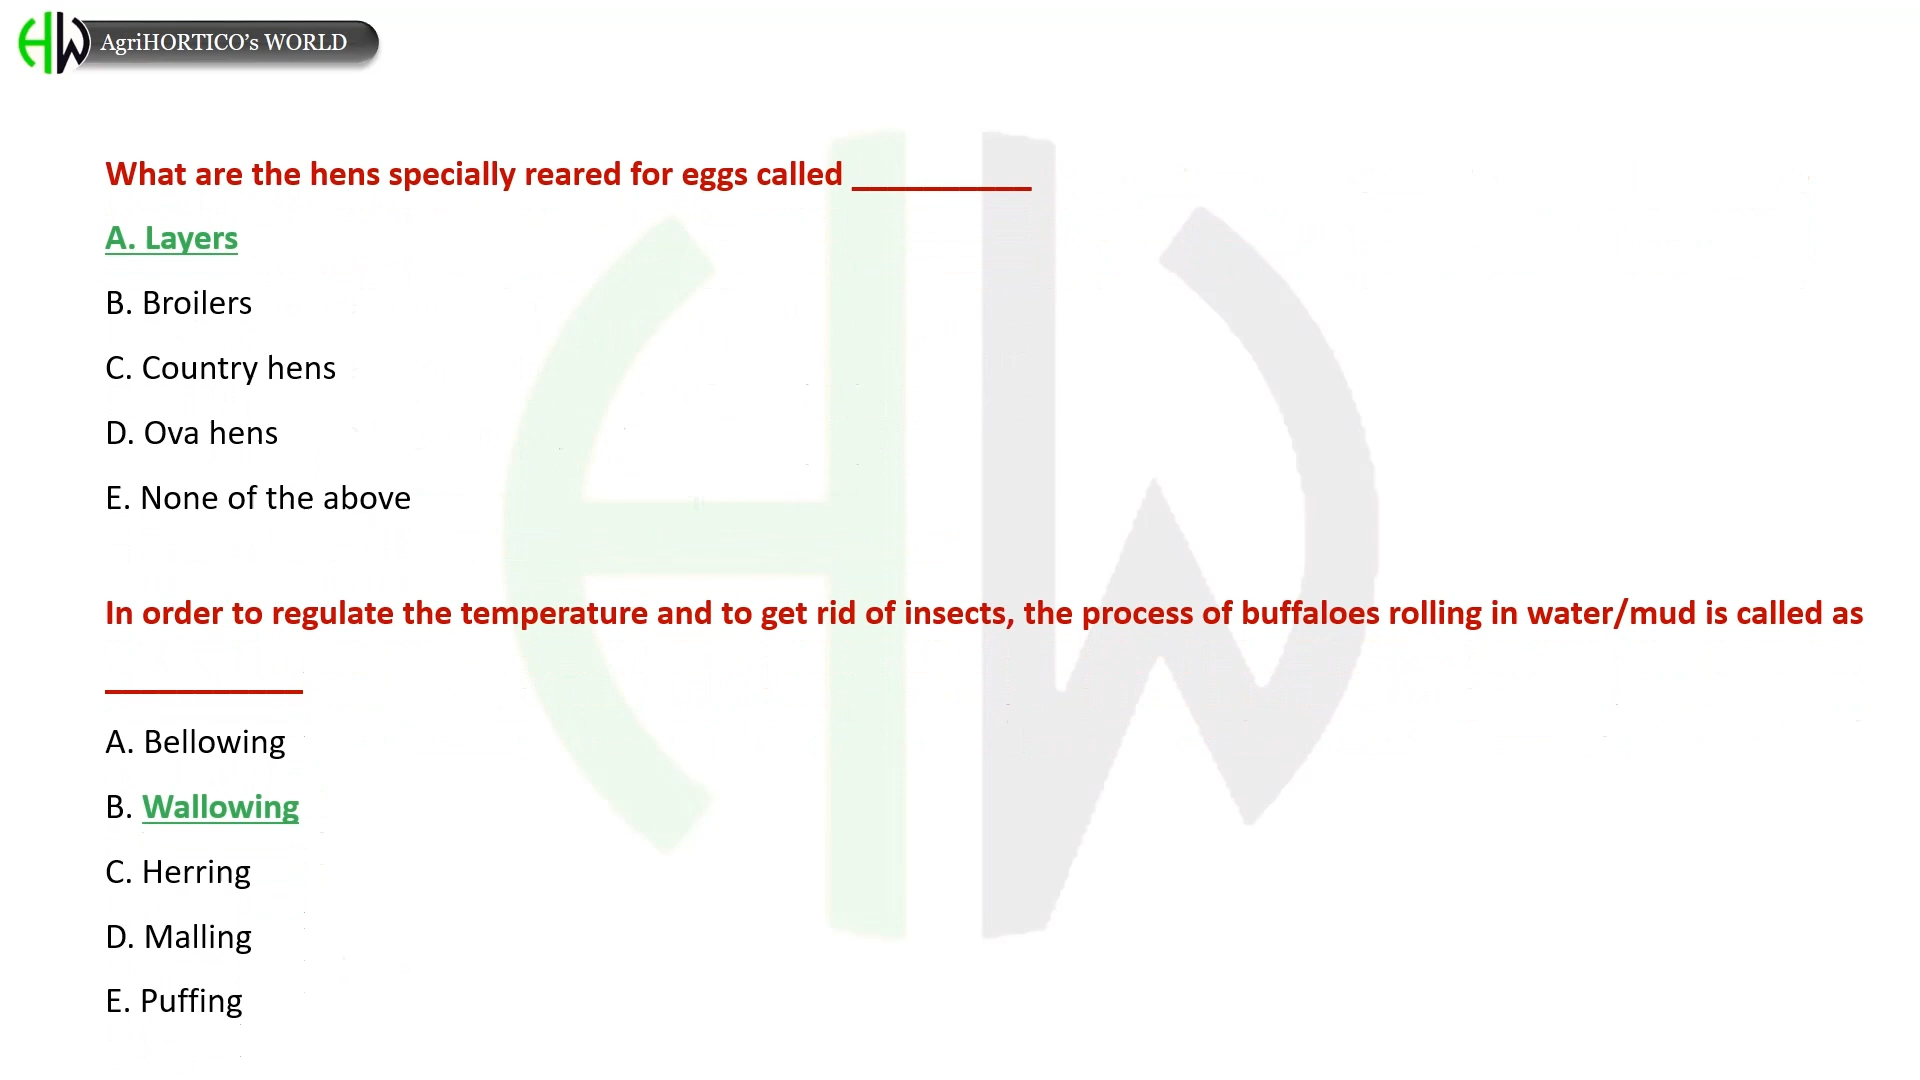 HW AgriHORTICO's WORLD
What are the hens specially reared for eggs called __________
A. Layers
B. Broilers
C. Country hens
D. Ova hens
E. None of the above
In order to regulate the temperature and to get rid of insects, the process of buffaloes rolling in water/mud is called as
___________
A. Bellowing
B. Wallowing
C. Herring
D. Malling
E. Puffing